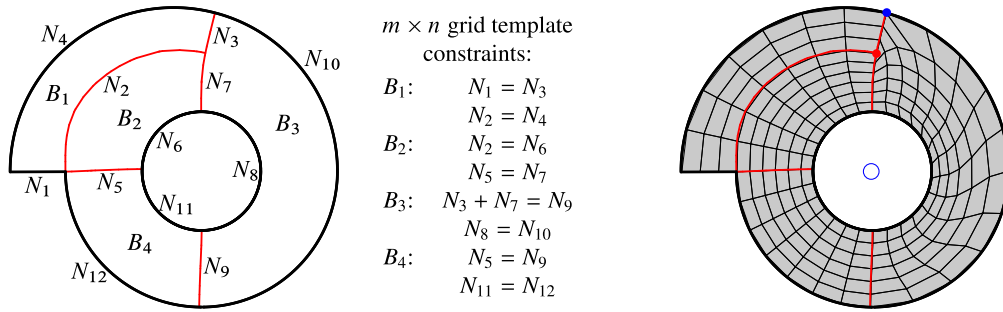 N₄
N₃
N₁₀
B₁
N₂
N₇
B₂
B₃
N₆
N₈
N₁
N₅
N₁₁
B₄
N₁₂
N₉
m × n grid template
constraints:
B₁: N₁ = N₃
N₂ = N₄
B₂: N₂ = N₆
N₅ = N₇
B₃: N₃ + N₇ = N₉
N₈ = N₁₀
B₄: N₅ = N₉
N₁₁ = N₁₂